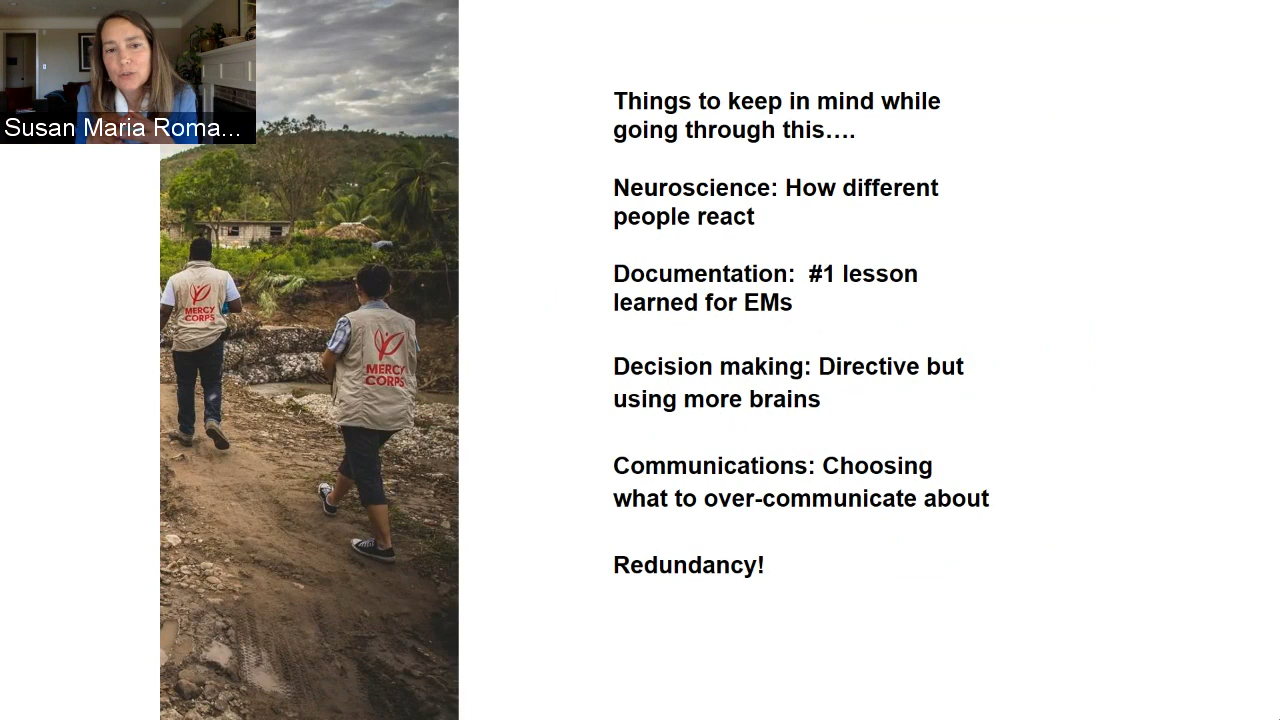 Susan Maria Roma...
MERCY
CORPS
MERCY
CORPS
Things to keep in mind while
going through this....
Neuroscience: How different
people react
Documentation:  #1 lesson
learned for EMs
Decision making: Directive but
using more brains
Communications: Choosing
what to over-communicate about
Redundancy!